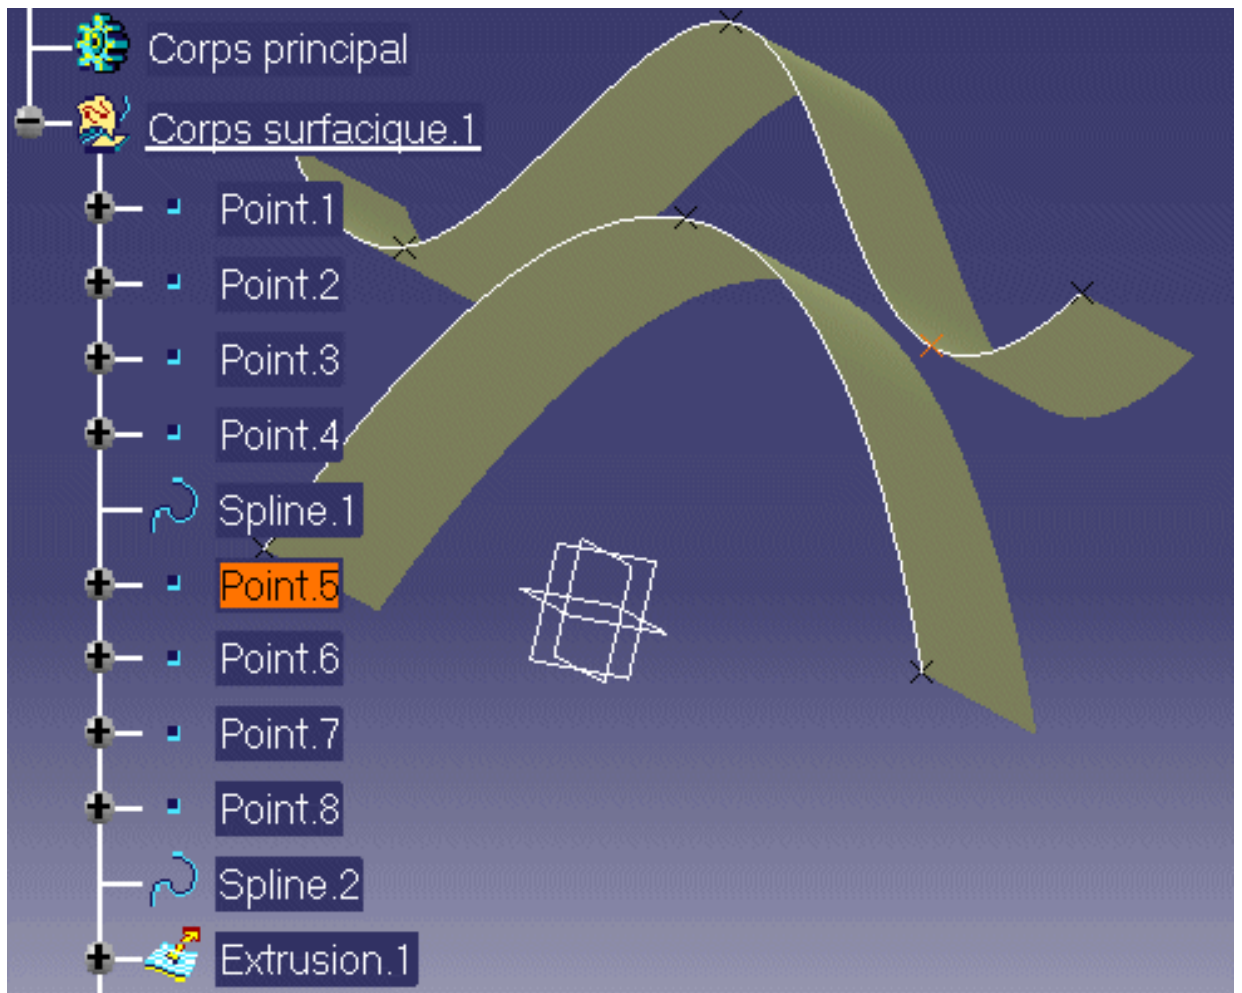 Corps principal
Corps surfacique.1
Point.1
Point.2
Point.3
Point.4
Spline.1
Point.5
Point.6
Point.7
Point.8
Spline.2
Extrusion.1